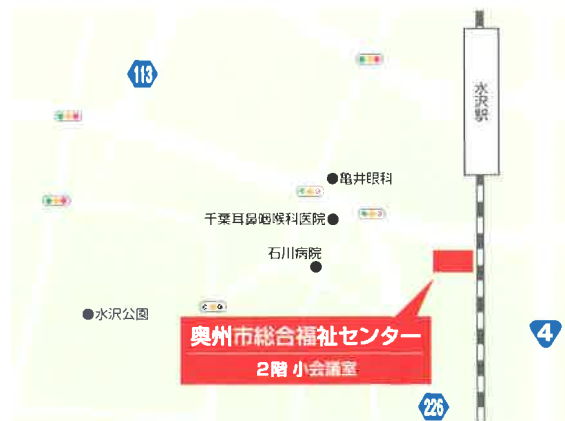 113
水沢駅
亀井眼科
千葉耳鼻咽喉科医院
石川病院
水沢公園
奥州市総合福祉センター
2階 小会議室
4
226